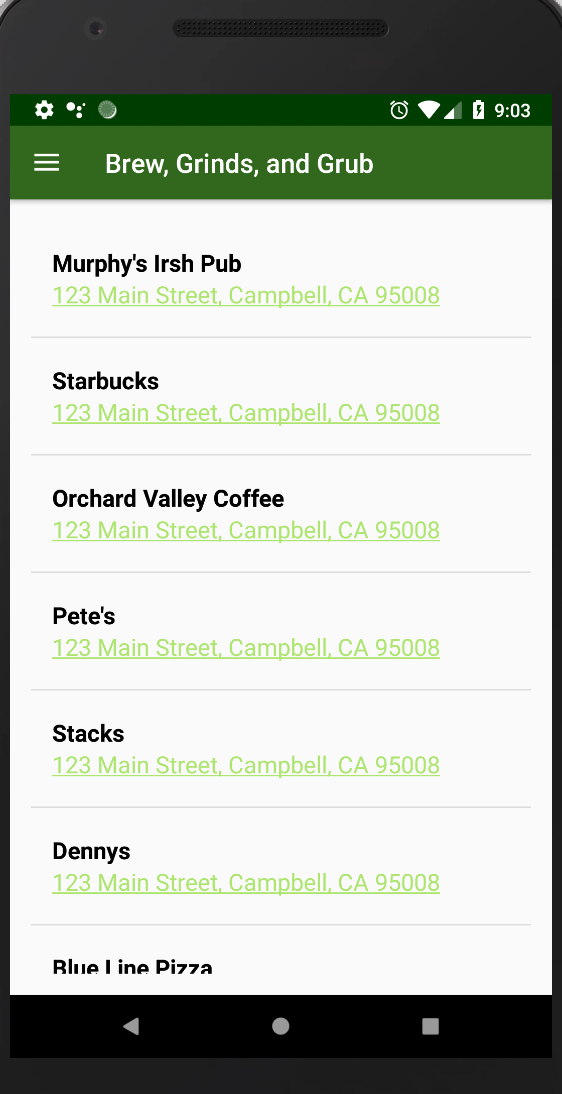 9:03
Brew, Grinds, and Grub
Murphy's Irsh Pub
123 Main Street, Campbell, CA 95008
Starbucks
123 Main Street, Campbell, CA 95008
Orchard Valley Coffee
123 Main Street, Campbell, CA 95008
Pete's
123 Main Street, Campbell, CA 95008
Stacks
123 Main Street, Campbell, CA 95008
Dennys
123 Main Street, Campbell, CA 95008
Blue Line Pizza